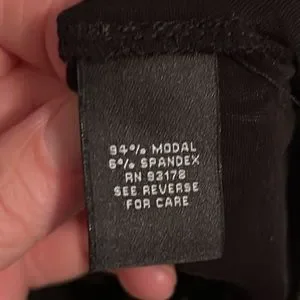 94% MODAL
6% SPANDEX
RN 93178
SEE REVERSE
FOR CARE